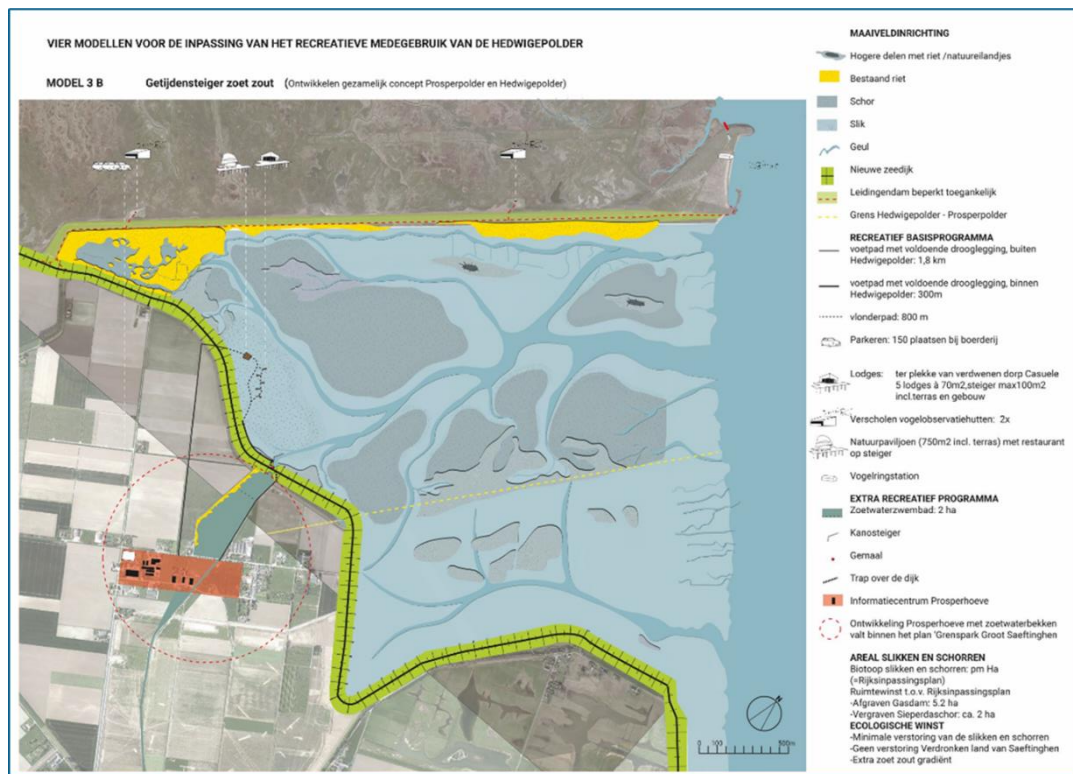 VIER MODELLEN VOOR DE INPASSING VAN HET RECREATIEVE MEDEGEBRUIK VAN DE HEDWIGEPOLDER
MODEL 3 B Getijdensteiger zoet zout (Ontwikkelen gezamelijk concept Prosperpolder en Hedwigepolder)
MAAIVELDINRICHTING
Hogere delen met riet /natuureilandjes
Bestaand riet
Schor
Slik
Geul
Nieuwe zeedijk
Leidingendam beperkt toegankelijk
Grens Hedwigepolder - Prosperpolder
RECREATIEF BASISPROGRAMMA
voetpad met voldoende drooglegging, buiten
Hedwigepolder: 1,8 km
voetpad met voldoende drooglegging, binnen
Hedwigepolder: 300m
vlonderpad: 800 m
Parkeren: 150 plaatsen bij boerderij
Lodges: ter plekke van verdwenen dorp Casuele
5 lodges à 70m2,steiger max100m2
incl.terras en gebouw
Verscholen vogelobservatiehutten: 2x
Natuurpaviljoen (750m2 incl. terras) met restaurant
op steiger
Vogelringstation
EXTRA RECREATIEF PROGRAMMA
Zoetwaterzwembad: 2 ha
Kanosteiger
Gemaal
Trap over de dijk
Informatiecentrum Prosperhoeve
Ontwikkeling Prosperhoeve met zoetwaterbekken
valt binnen het plan 'Grenspark Groot Saeftinghen
AREAL SLIKKEN EN SCHORREN
Biotoop slikken en schorren: pm Ha
(=Rijksinpassingsplan)
Ruimtewinst t.o.v. Rijksinpassingsplan
-Afgraven Gasdam: 5.2 ha
-Vergraven Sieperdaschor: ca. 2 ha
ECOLOGISCHE WINST
-Minimale verstoring van de slikken en schorren
-Geen verstoring Verdronken land van Saeftinghen
-Extra zoet zout gradiënt
0 100 500m